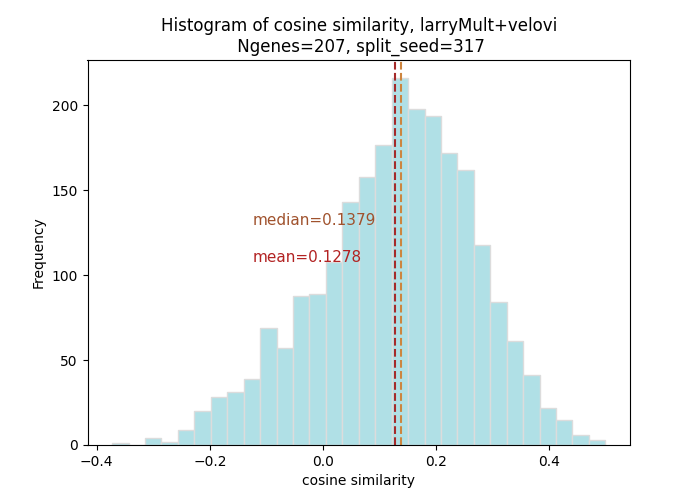 Histogram of cosine similarity, larryMult+velovi
Ngenes=207, split_seed=317
Frequency
200
150
100
50
0
median=0.1379
mean=0.1278
−0.4
−0.2
0.0
0.2
0.4
cosine similarity